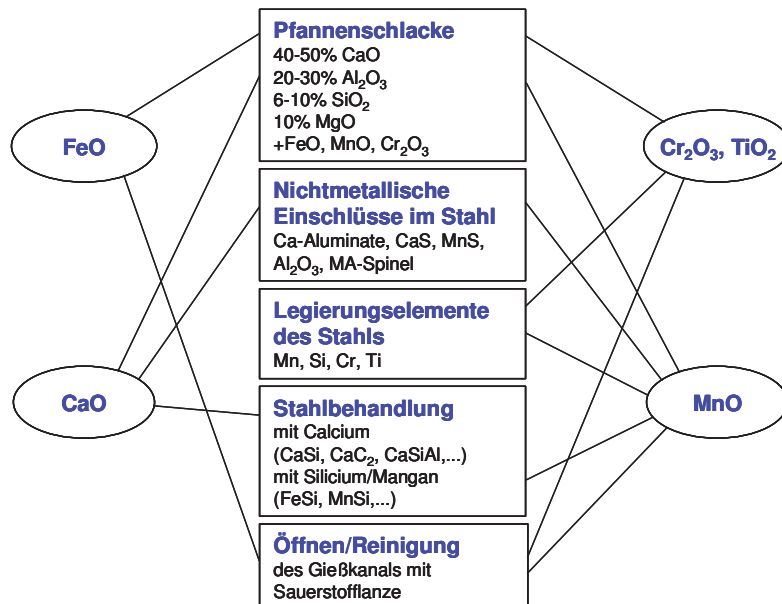 Pfannenschlacke
40-50% CaO
20-30% Al₂O₃
6-10% SiO₂
10% MgO
+FeO, MnO, Cr₂O₃
FeO
Cr₂O₃, TiO₂
Nichtmetallische
Einschlüsse im Stahl
Ca-Aluminate, CaS, MnS,
Al₂O₃, MA-Spinel
Legierungselemente
des Stahls
Mn, Si, Cr, Ti
CaO
MnO
Stahlbehandlung
mit Calcium
(CaSi, CaC₂, CaSiAl,...)
mit Silicium/Mangan
(FeSi, MnSi,...)
Öffnen/Reinigung
des Gießkanals mit
Sauerstofflanze